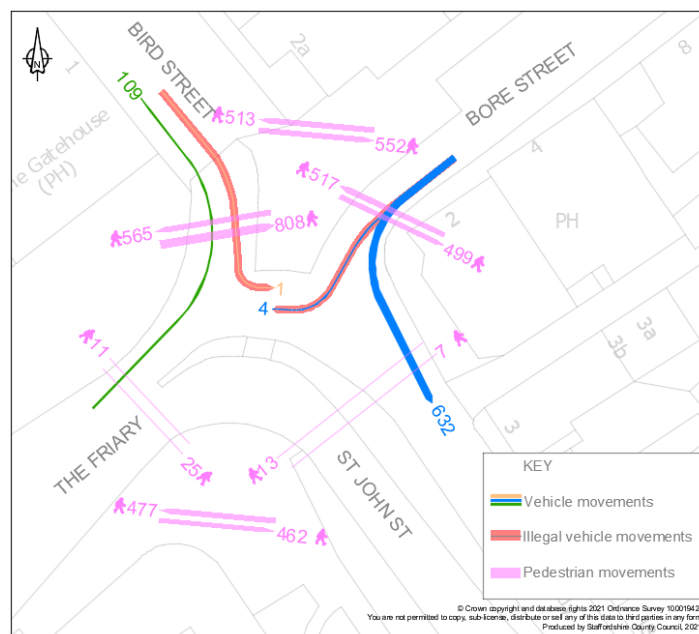 N
BIRD STREET
2a
8
1
109
513
552
BORE STREET
he Gatehouse
(PH)
517
4
2
PH
565
808
499
1
4
11
7
3a
3b
3
632
THE FRIARY
25
13
ST JOHN ST
477
462
KEY
Vehicle movements
Illegal vehicle movements
Pedestrian movements
© Crown copyright and database rights 2021 Ordnance Survey 10001942
You are not permitted to copy, sub-license, distribute or sell any of this data to third parties in any form
Produced by Staffordshire County Council, 200